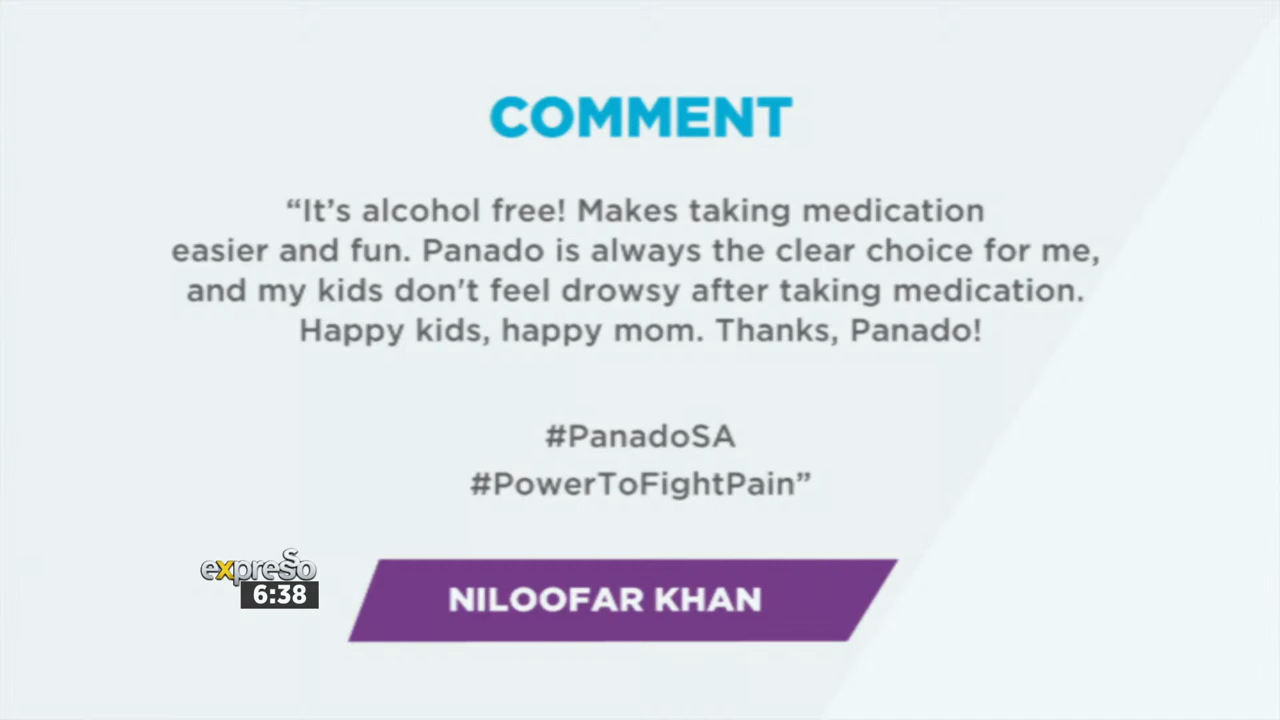 COMMENT
“It’s alcohol free! Makes taking medication
easier and fun. Panado is always the clear choice for me,
and my kids don't feel drowsy after taking medication.
Happy kids, happy mom. Thanks, Panado!
#PanadoSA
#PowerToFightPain”
expresso
6:38
NILOOFAR KHAN